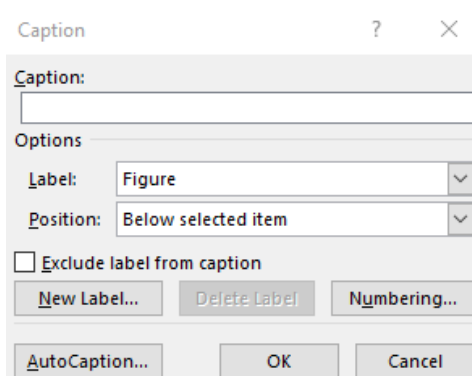 Caption ?
Caption:
Options
Label: Figure
Position: Below selected item
Exclude label from caption
New Label... Delete Label Numbering...
AutoCaption... OK Cancel